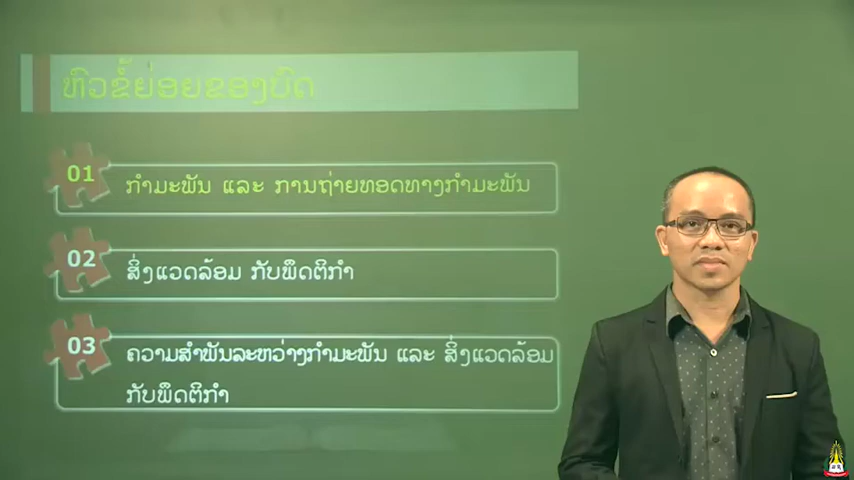 ຫົວຂໍ້ຍ່ອຍຂອງບົດ
01
ກຳມະພັນ ແລະ ການຖ່າຍທອດທາງກຳມະພັນ
02
ສິ່ງແວດລ້ອມ ກັບພຶດຕິກຳ
03
ຄວາມສຳພັນລະຫວ່າງກຳມະພັນ ແລະ ສິ່ງແວດລ້ອມ
ກັບພຶດຕິກຳ